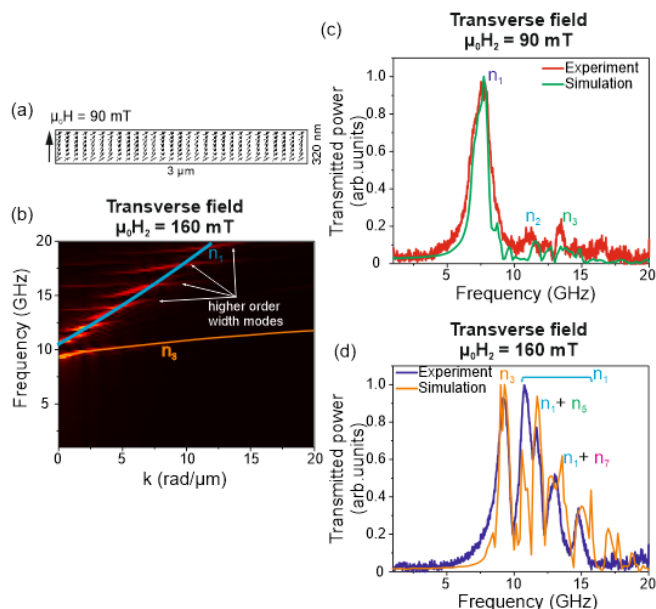 (a)
μ₀H = 90 mT
320 nm
3 μm
(b)
Transverse field
μ₀H₂ = 160 mT
Frequency (GHz)
20
15
10
5
n₁
higher order
width modes
nₛ
0
5
10
15
20
k (rad/μm)
(c)
Transverse field
μ₀H₂ = 90 mT
Transmitted power
(arb.uunits)
1.0
0.8
0.6
0.4
0.2
0
n₁
Experiment
Simulation
n₂
n₃
5
10
15
20
Frequency (GHz)
(d)
Transverse field
μ₀H₂ = 160 mT
Transmitted power
(arb.uunits)
1.0
0.8
0.6
0.4
0.2
0
Experiment
Simulation
n₃
n₁
n₁+ n₅
n₁+ n₇
5
10
15
20
Frequency (GHz)